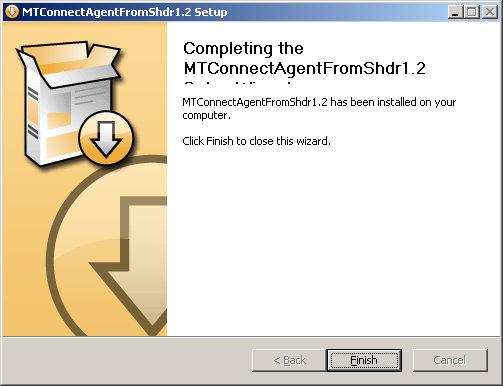 MTConnectAgentFromShdr1.2 Setup
Completing the
MTConnectAgentFromShdr1.2
MTConnectAgentFromShdr1.2 has been installed on your
computer.
Click Finish to close this wizard.
< Back
Finish
Cancel